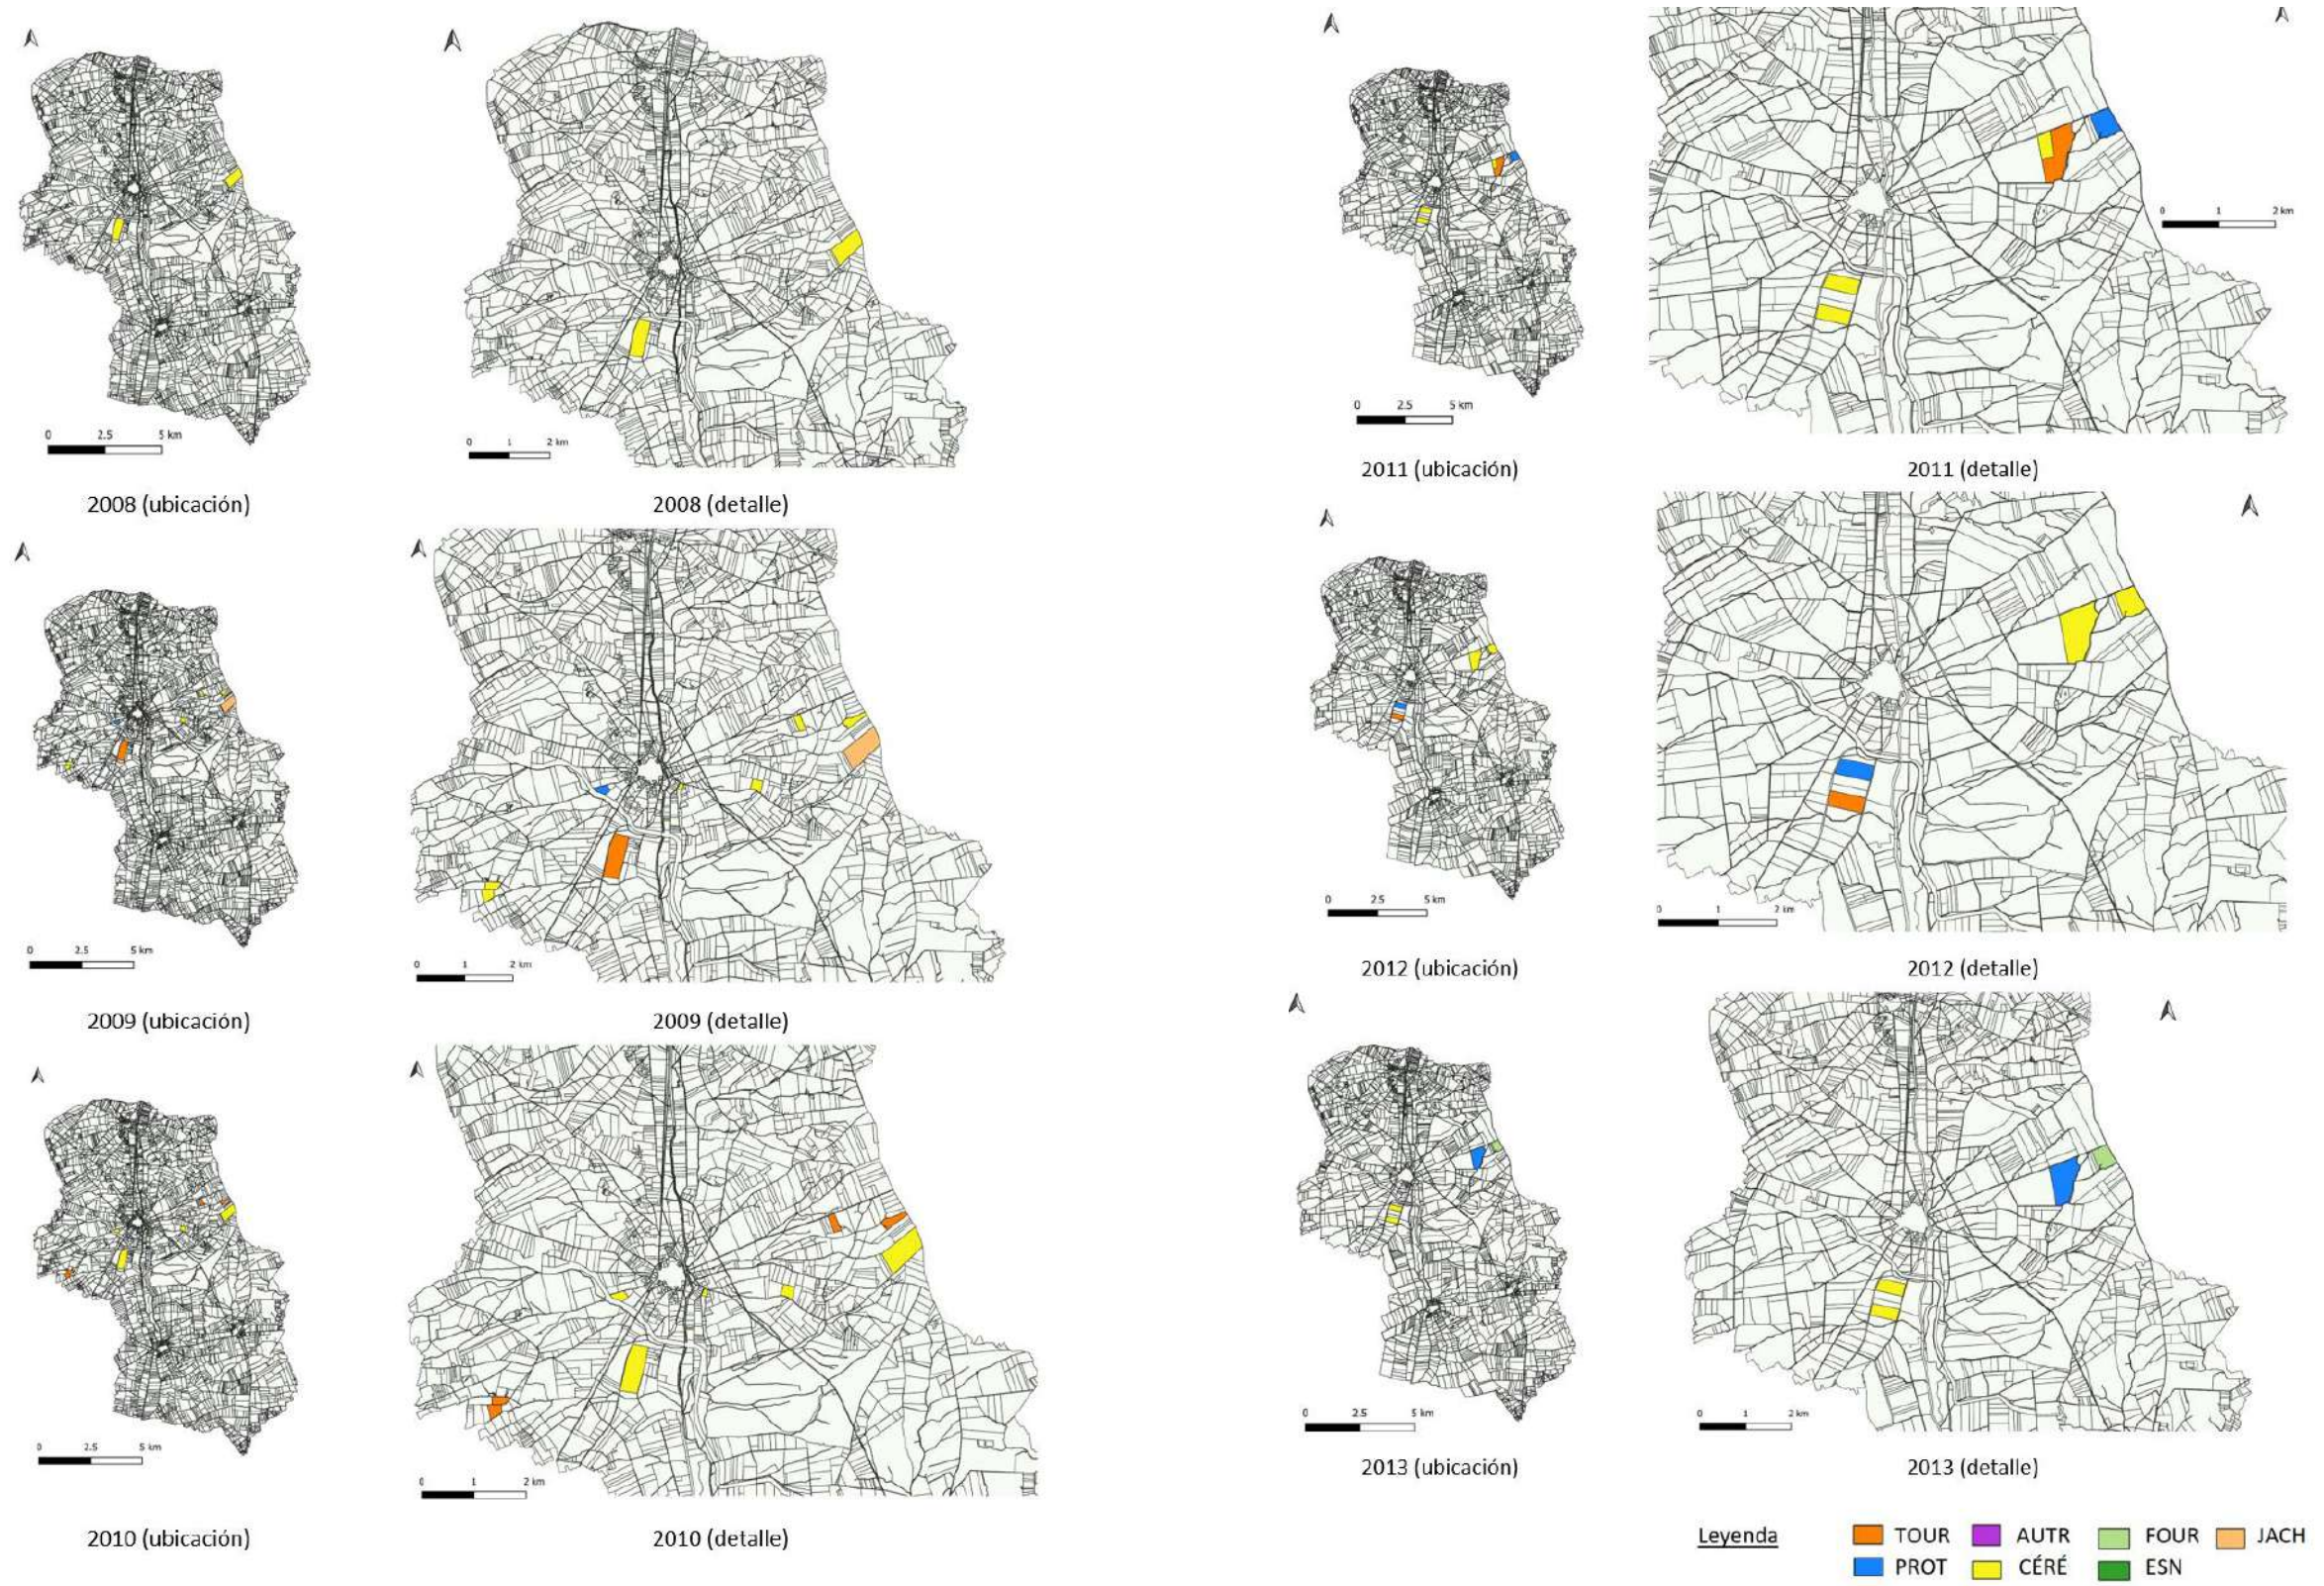 0 2.5 5 km
0 1 2 km
2008 (ubicación)
2008 (detalle)
0 2.5 5 km
0 1 2 km
2009 (ubicación)
2009 (detalle)
0 2.5 5 km
0 1 2 km
2010 (ubicación)
2010 (detalle)
0 1 2 km
0 2.5 5 km
2011 (ubicación)
2011 (detalle)
0 2.5 5 km
0 1 2 km
2012 (ubicación)
2012 (detalle)
0 2.5 5 km
0 1 2 km
2013 (ubicación)
2013 (detalle)
Leyenda
TOUR AUTR FOUR JACH
PROT CÉRÉ ESN